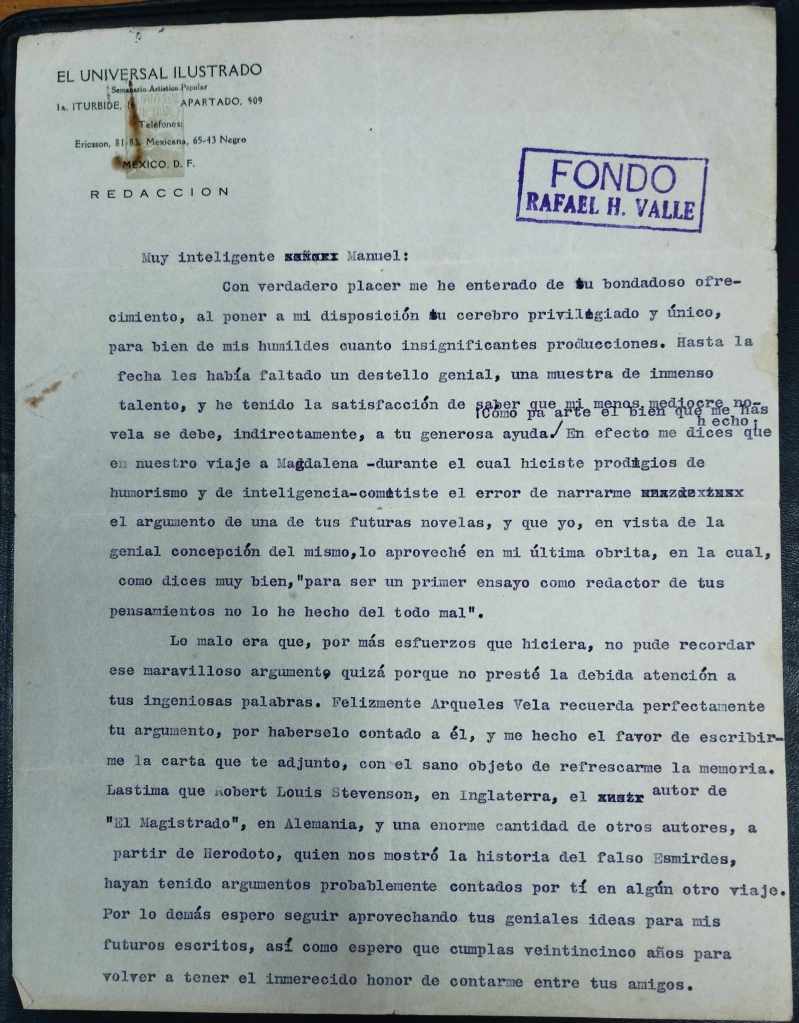 EL UNIVERSAL ILUSTRADO
Semanario Artístico Popular
1a. ITURBIDE, APARTADO, 909
Teléfonos:
Ericsson, 81-83. Mexicana, 65-43 Negro
MEXICO, D. F.
REDACCION
FONDO
RAFAEL H. VALLE
Muy inteligente Manuel:
Con verdadero placer me he enterado de tu bondadoso ofre-
cimiento, al poner a mi disposición tu cerebro privilegiado y único,
para bien de mis humildes cuanto insignificantes producciones. Hasta la
fecha les había faltado un destello genial, una muestra de inmenso
talento, y he tenido la satisfacción de saber que mi menos mediocre no-
¡Cómo pa arte el bien que me has
hecho!
vela se debe, indirectamente, a tu generosa ayuda./ En efecto me dices que
en nuestro viaje a Magdalena -durante el cual hiciste prodigios de
humorismo y de inteligencia-cometiste el error de narrarme
el argumento de una de tus futuras novelas, y que yo, en vista de la
genial concepción del mismo,lo aproveché en mi última obrita, en la cual,
como dices muy bien,"para ser un primer ensayo como redactor de tus
pensamientos no lo he hecho del todo mal".
Lo malo era que, por más esfuerzos que hiciera, no pude recordar
ese maravilloso argumento, quizá porque no presté la debida atención a
tus ingeniosas palabras. Felizmente Arqueles Vela recuerda perfectamente
tu argumento, por haberselo contado a él, y me hecho el favor de escribir-
me la carta que te adjunto, con el sano objeto de refrescarme la memoria.
Lastima que Robert Louis Stevenson, en Inglaterra, el autor de
"El Magistrado", en Alemania, y una enorme cantidad de otros autores, a
partir de Herodoto, quien nos mostró la historia del falso Esmirdes,
hayan tenido argumentos probablemente contados por tí en algún otro viaje.
Por lo demás espero seguir aprovechando tus geniales ideas para mis
futuros escritos, así como espero que cumplas veintincinco años para
volver a tener el inmerecido honor de contarme entre tus amigos.